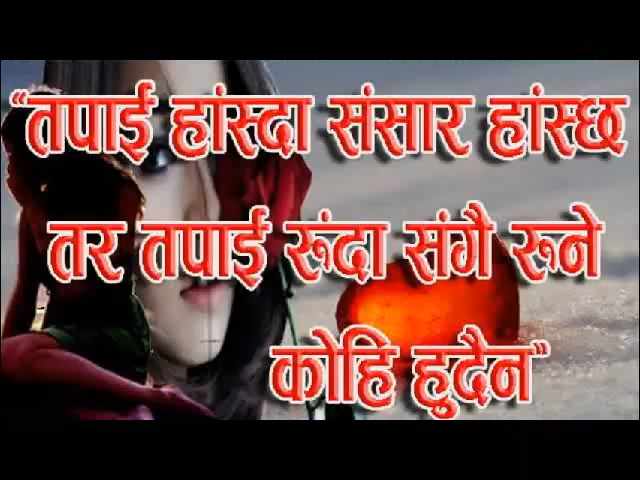 “तपाई हांस्दा संसार हांस्छ
तर तपाई रुंदा संगै रुने
कोहि हुदैन”